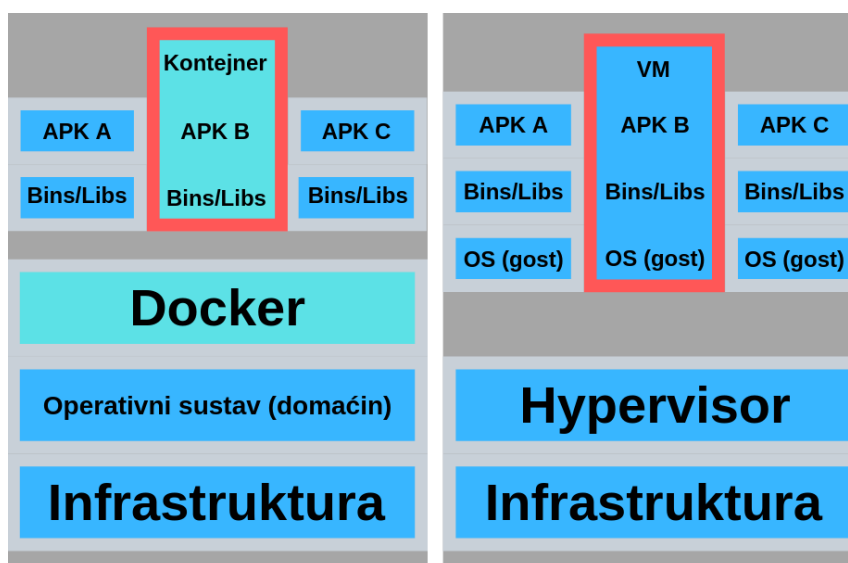 Kontejner
APK A
APK B
APK C
Bins/Libs
Bins/Libs
Bins/Libs
Docker
Operativni sustav (domaćin)
Infrastruktura
VM
APK A
APK B
APK C
Bins/Libs
Bins/Libs
Bins/Libs
OS (gost)
OS (gost)
OS (gost)
Hypervisor
Infrastruktura